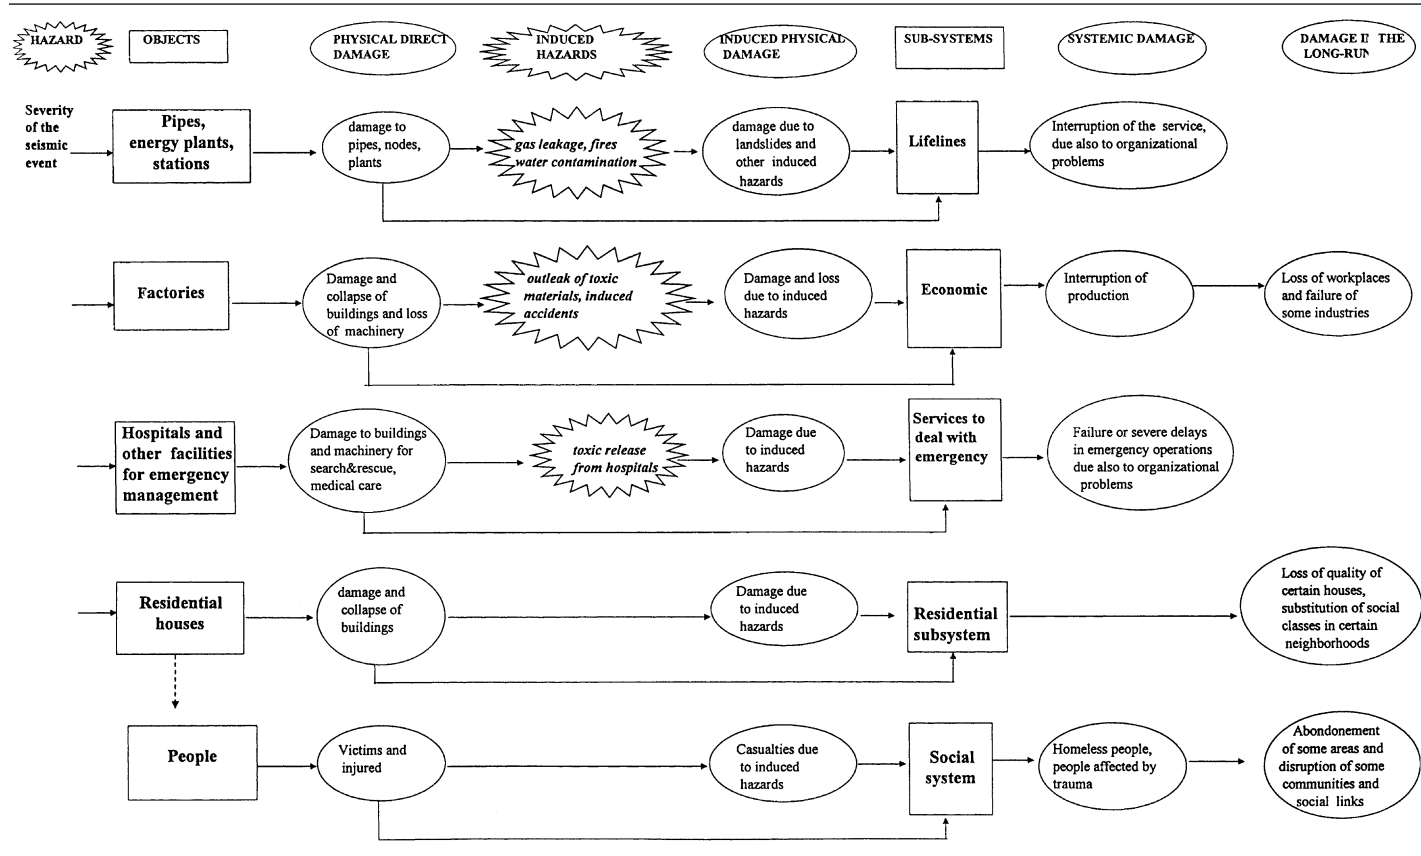 HAZARD
OBJECTS
PHYSICAL DIRECT
DAMAGE
INDUCED
HAZARDS
INDUCED PHYSICAL
DAMAGE
SUB-SYSTEMS
SYSTEMIC DAMAGE
DAMAGE IN THE
LONG-RUN
Severity
of the
seismic
event
Pipes,
energy plants,
stations
damage to
pipes, nodes,
plants
gas leakage, fires
water contamination
damage due to
landslides and
other induced
hazards
Lifelines
Interruption of the service,
due also to organizational
problems
Factories
Damage and
collapse of
buildings and loss
of machinery
outleak of toxic
materials, induced
accidents
Damage and loss
due to induced
hazards
Economic
Interruption of
production
Loss of workplaces
and failure of
some industries
Hospitals and
other facilities
for emergency
management
Damage to buildings
and machinery for
search&rescue,
medical care
toxic release
from hospitals
Damage due
to induced
hazards
Services to
deal with
emergency
Failure or severe delays
in emergency operations
due also to organizational
problems
Residential
houses
damage and
collapse of
buildings
Damage due
to induced
hazards
Residential
subsystem
Loss of quality of
certain houses,
substitution of social
classes in certain
neighborhoods
People
Victims and
injured
Casualties due
to induced
hazards
Social
system
Homeless people,
people affected by
trauma
Abondonement
of some areas and
disruption of some
communities and
social links